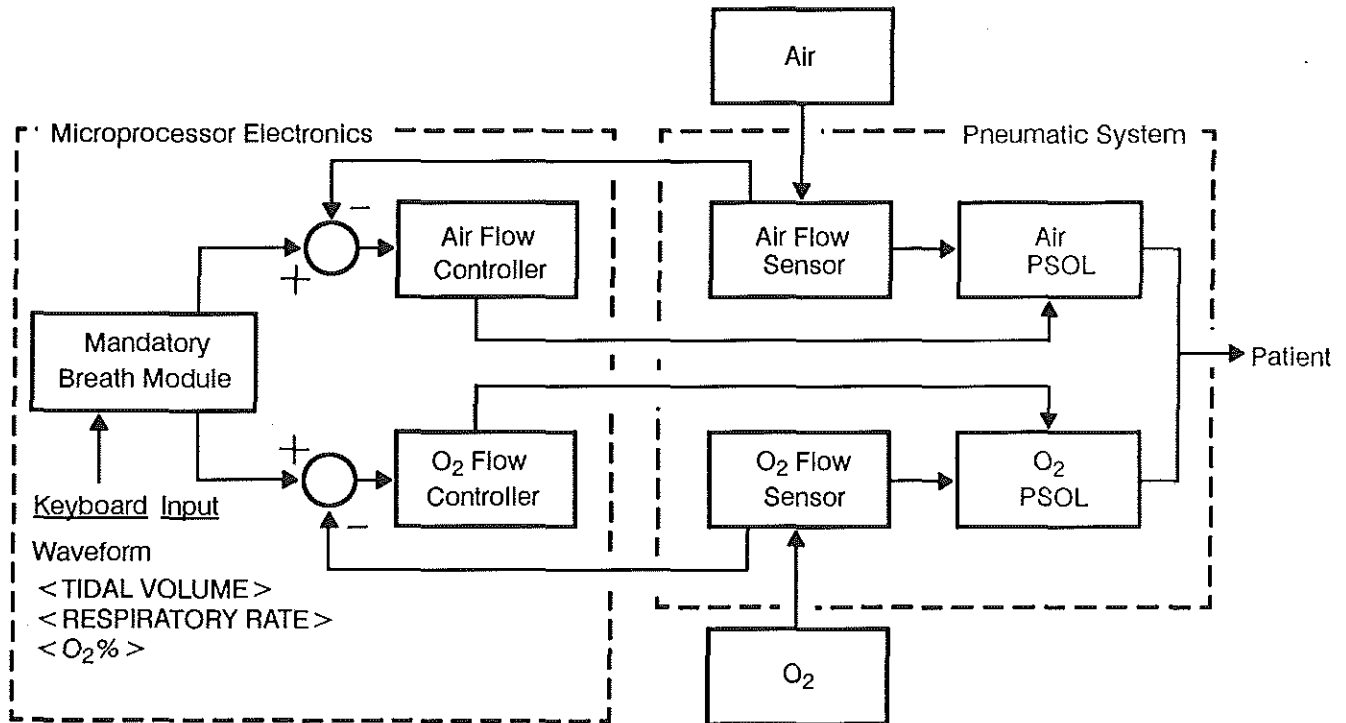 Air
Microprocessor Electronics
Pneumatic System
−
+
Air Flow
Controller
Air Flow
Sensor
Air
PSOL
Mandatory
Breath Module
Patient
+
−
O₂ Flow
Controller
O₂ Flow
Sensor
O₂
PSOL
Keyboard Input
Waveform
<TIDAL VOLUME>
<RESPIRATORY RATE>
<O₂%>
O₂